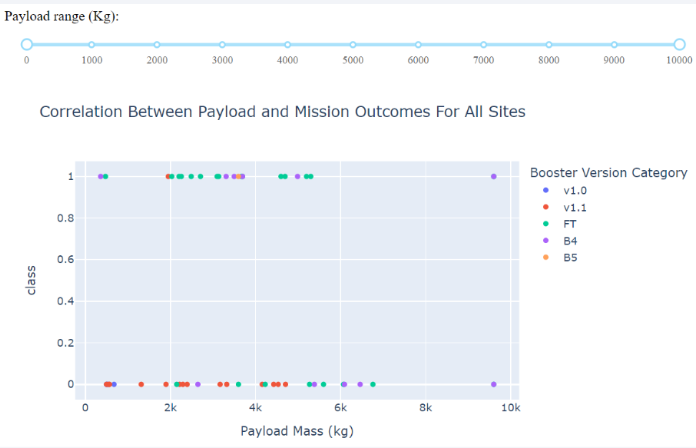 Payload range (Kg):
0 1000 2000 3000 4000 5000 6000 7000 8000 9000 10000
Correlation Between Payload and Mission Outcomes For All Sites
1
0.8
0.6
0.4
0.2
0
class
0 2k 4k 6k 8k 10k
Payload Mass (kg)
Booster Version Category
v1.0
v1.1
FT
B4
B5